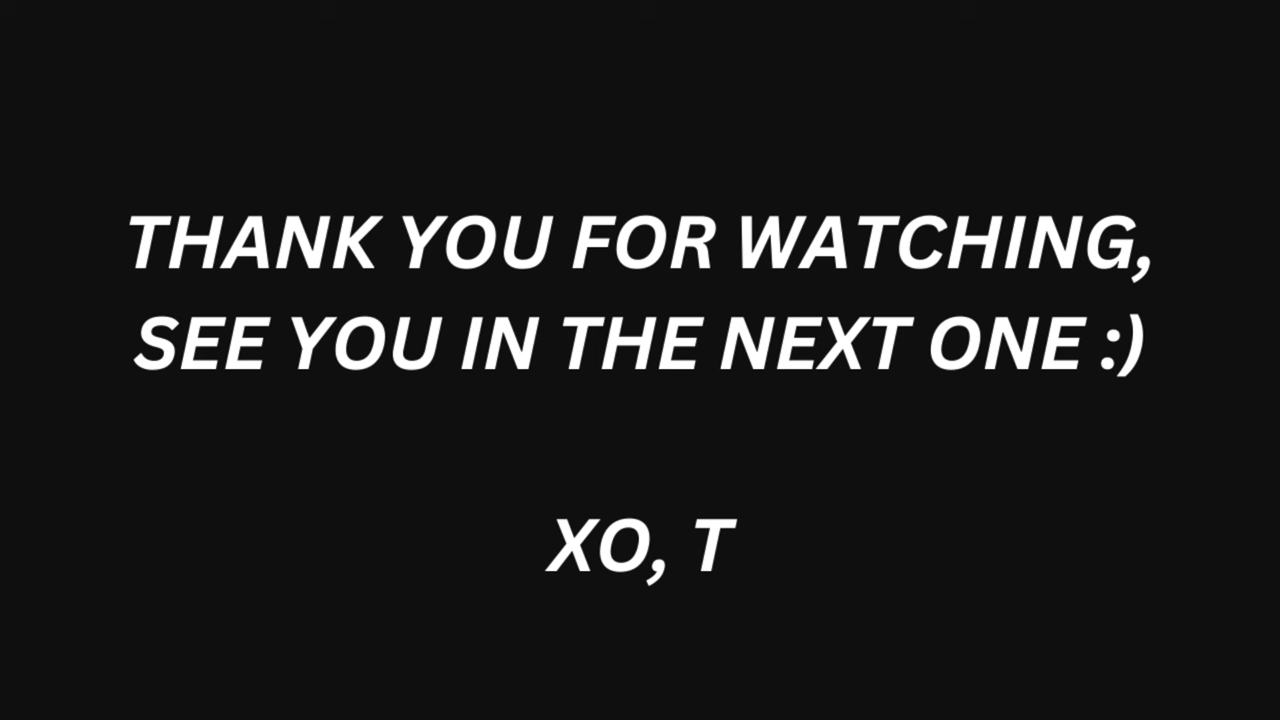 THANK YOU FOR WATCHING,
SEE YOU IN THE NEXT ONE :)
XO, T